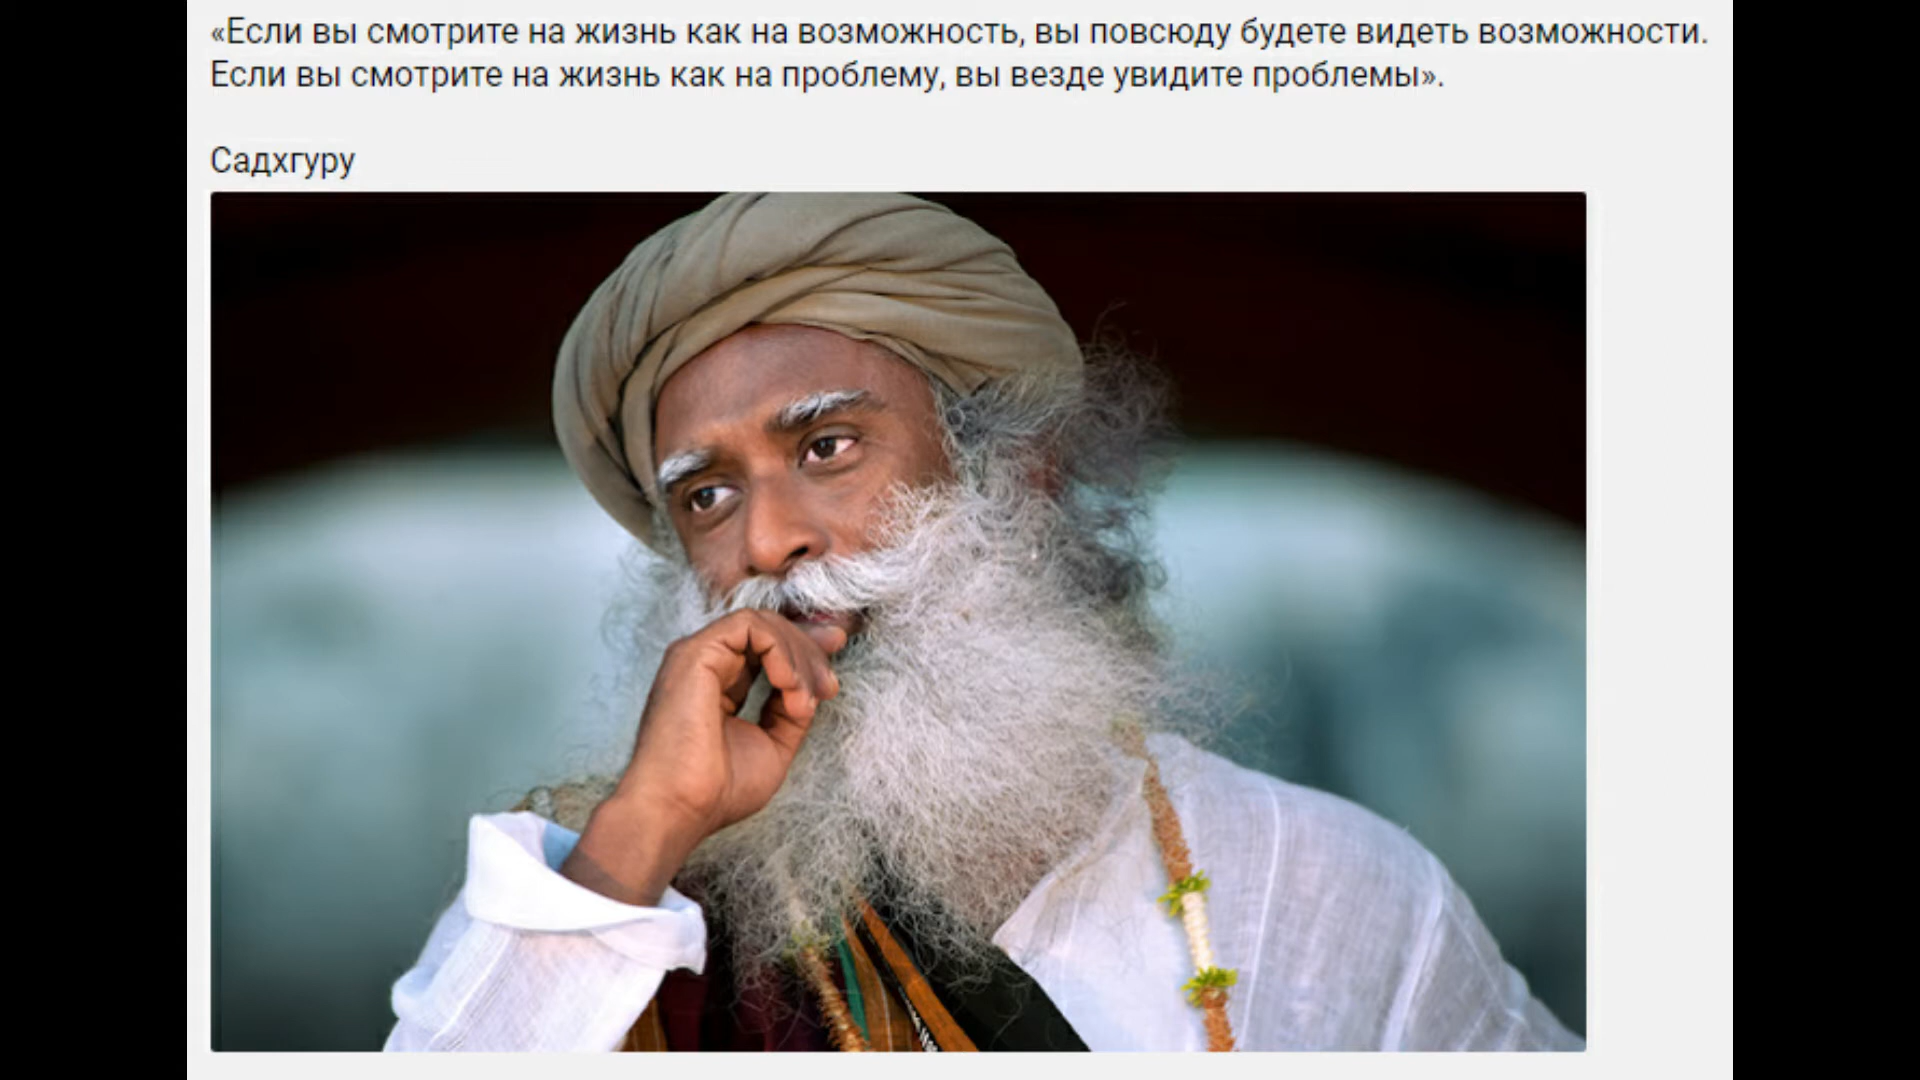 «Если вы смотрите на жизнь как на возможность, вы повсюду будете видеть возможности.
Если вы смотрите на жизнь как на проблему, вы везде увидите проблемы».
Садхгуру